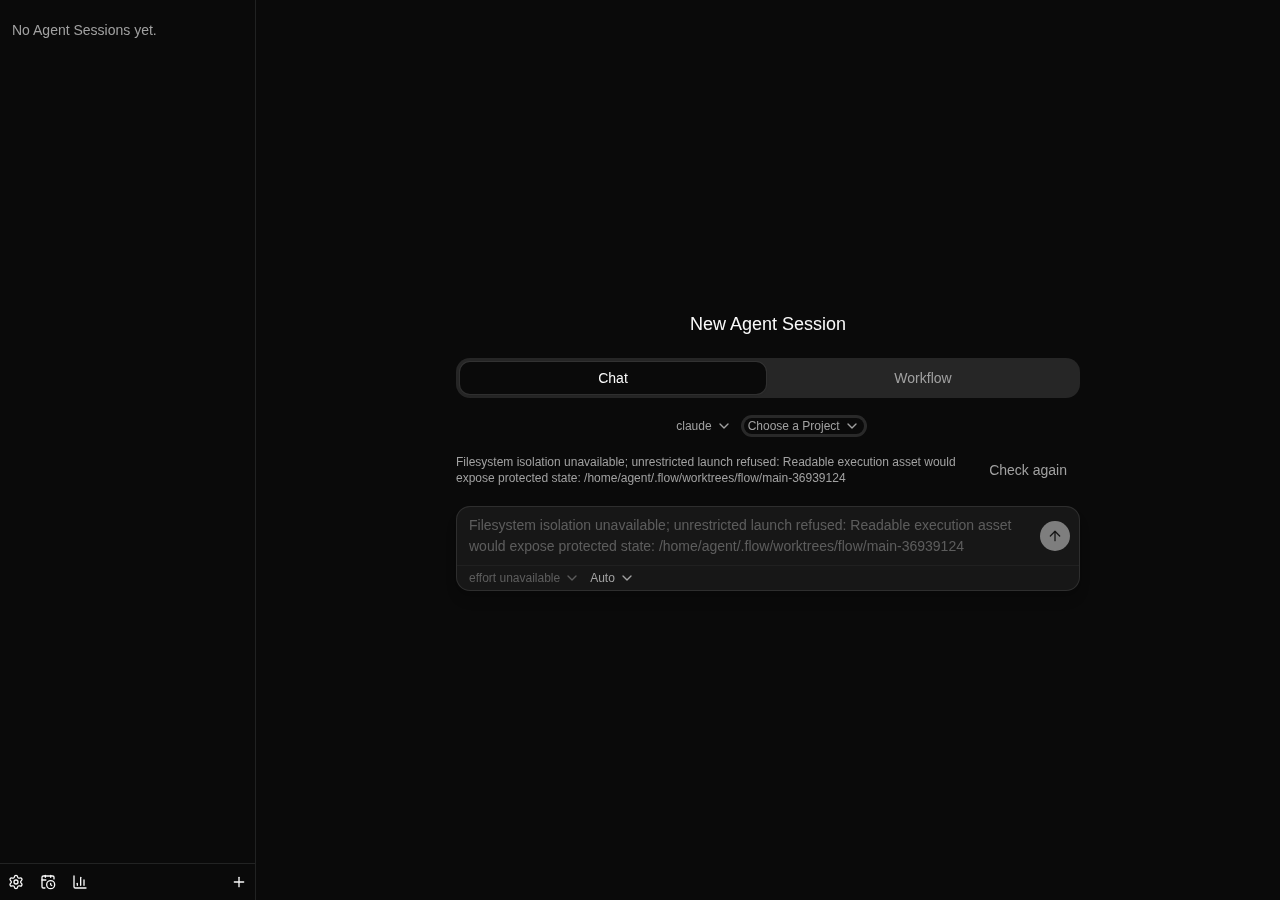 No Agent Sessions yet.
New Agent Session
Chat
Workflow
claude
Choose a Project
Filesystem isolation unavailable; unrestricted launch refused: Readable execution asset would
expose protected state: /home/agent/.flow/worktrees/flow/main-36939124
Check again
Filesystem isolation unavailable; unrestricted launch refused: Readable execution asset
would expose protected state: /home/agent/.flow/worktrees/flow/main-36939124
effort unavailable
Auto